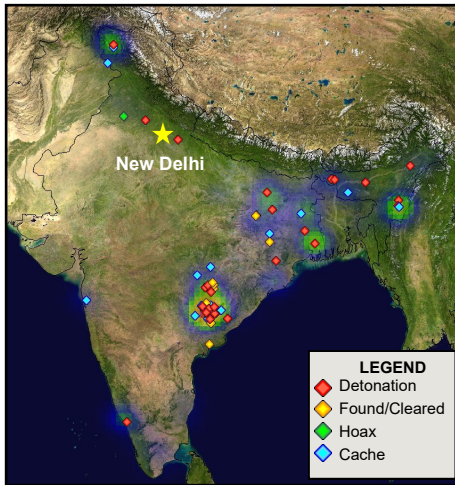 New Delhi
LEGEND
Detonation
Found/Cleared
Hoax
Cache